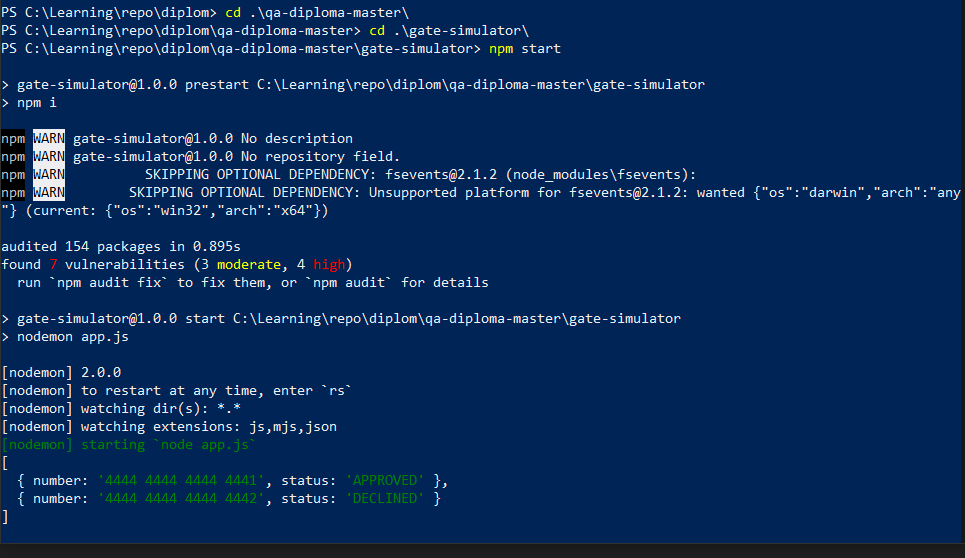 PS C:\Learning\repo\diplom> cd .\qa-diploma-master\
PS C:\Learning\repo\diplom\qa-diploma-master> cd .\gate-simulator\
PS C:\Learning\repo\diplom\qa-diploma-master\gate-simulator> npm start
> gate-simulator@1.0.0 prestart C:\Learning\repo\diplom\qa-diploma-master\gate-simulator
> npm i
npm WARN gate-simulator@1.0.0 No description
npm WARN gate-simulator@1.0.0 No repository field.
npm WARN SKIPPING OPTIONAL DEPENDENCY: fsevents@2.1.2 (node_modules\fsevents):
npm WARN SKIPPING OPTIONAL DEPENDENCY: Unsupported platform for fsevents@2.1.2: wanted {"os":"darwin","arch":"any
"} (current: {"os":"win32","arch":"x64"})
audited 154 packages in 0.895s
found 7 vulnerabilities (3 moderate, 4 high)
  run `npm audit fix` to fix them, or `npm audit` for details
> gate-simulator@1.0.0 start C:\Learning\repo\diplom\qa-diploma-master\gate-simulator
> nodemon app.js
[nodemon] 2.0.0
[nodemon] to restart at any time, enter `rs`
[nodemon] watching dir(s): *.*
[nodemon] watching extensions: js,mjs,json
[nodemon] starting `node app.js`
[
  { number: '4444 4444 4444 4441', status: 'APPROVED' },
  { number: '4444 4444 4444 4442', status: 'DECLINED' }
]